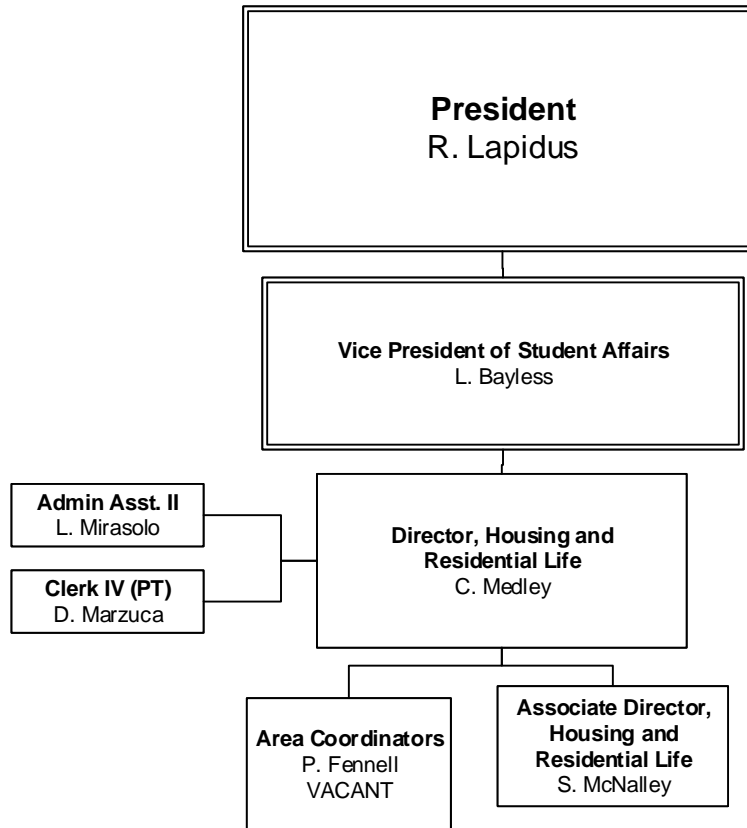 President
R. Lapidus
Vice President of Student Affairs
L. Bayless
Admin Asst. II
L. Mirasolo
Clerk IV (PT)
D. Marzuca
Director, Housing and
Residential Life
C. Medley
Area Coordinators
P. Fennell
VACANT
Associate Director,
Housing and
Residential Life
S. McNalley